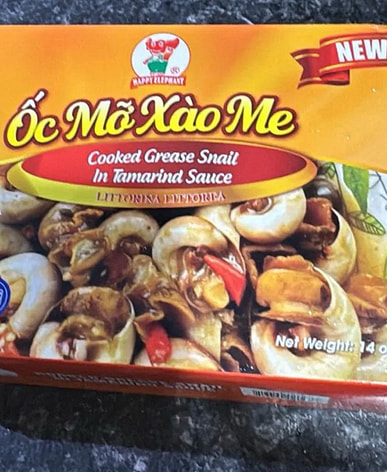 NEW
HAPPY ELEPHANT
®
Ốc Mỡ Xào Me
Cooked Grease Snail
In Tamarind Sauce
LITTORINA LITTOREA
Net Weight: 14 o